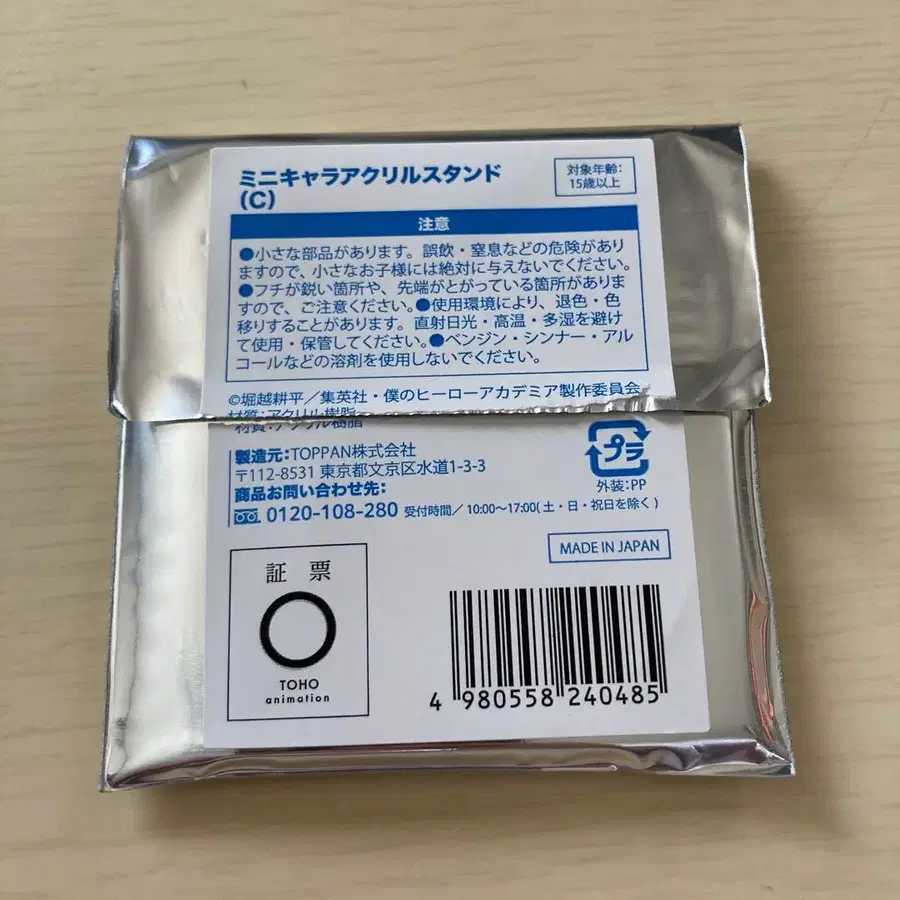 ミニキャラアクリルスタンド
(C)
対象年齢：
15歳以上
注意
●小さな部品があります。誤飲・窒息などの危険があり
ますので、小さなお子様には絶対に与えないでください。
●フチが鋭い箇所や、先端がとがっている箇所がありま
すので、ご注意ください。●使用環境により、退色・色
移りすることがあります。直射日光・高温・多湿を避け
て使用・保管してください。●ベンジン・シンナー・アル
コールなどの溶剤を使用しないでください。
©堀越耕平／集英社・僕のヒーローアカデミア製作委員会
材質：アクリル樹脂
製造元：TOPPAN株式会社
〒112-8531 東京都文京区水道1-3-3
商品お問い合わせ先：
0120-108-280 受付時間／10:00～17:00(土・日・祝日を除く)
プラ
外装：PP
MADE IN JAPAN
証票
TOHO
animation
4 980558 240485